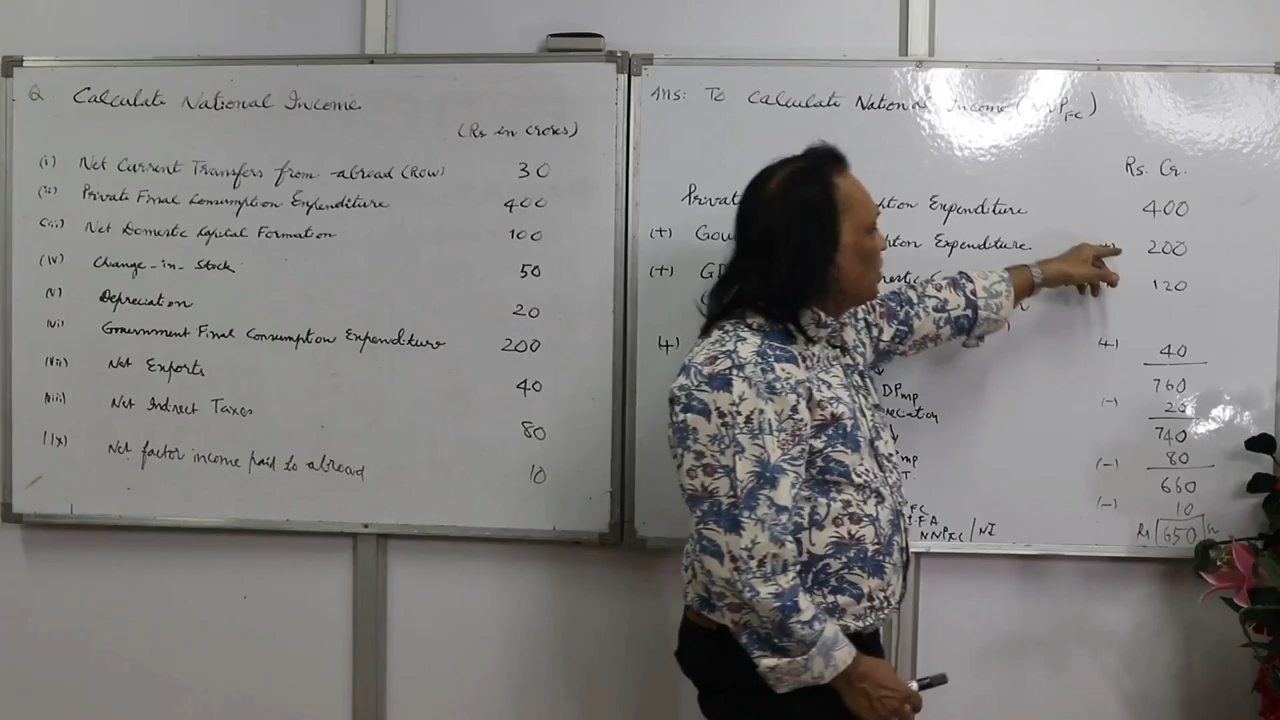 Q Calculate National Income
(Rs in crores)
(i) Net Current Transfers from abroad (ROW) 30
(ii) Private Final Consumption Expenditure 400
(iii) Net Domestic Capital Formation 100
(iv) Change-in-Stock 50
(v) Depreciation 20
(vi) Government Final Consumption Expenditure 200
(vii) Net Exports 40
(viii) Net Indirect Taxes 80
(ix) Net factor income paid to abroad 10
Ans: To Calculate National Income (NNPFC)
Rs. Cr.
Expenditure 400
(+) Expenditure 200
(+) 120
(+) (+) 40
760
DPmp (-) 20
740
mp (-) 80
660
FC (-) 10
NNPFC/NI 650